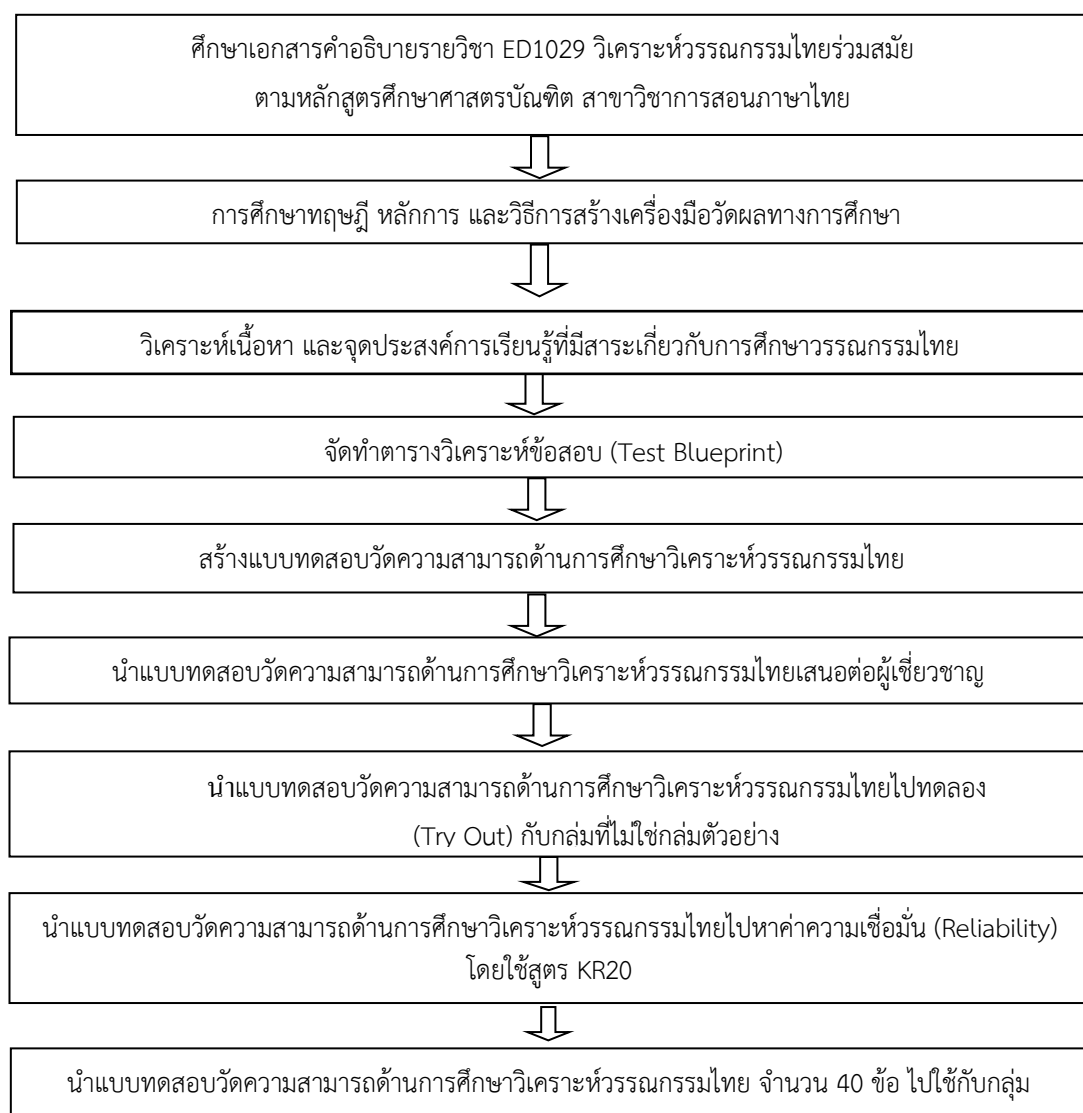 ศึกษาเอกสารคำอธิบายรายวิชา ED1029 วิเคราะห์วรรณกรรมไทยร่วมสมัย
ตามหลักสูตรศึกษาศาสตรบัณฑิต สาขาวิชาการสอนภาษาไทย
การศึกษาทฤษฎี หลักการ และวิธีการสร้างเครื่องมือวัดผลทางการศึกษา
วิเคราะห์เนื้อหา และจุดประสงค์การเรียนรู้ที่มีสาระเกี่ยวกับการศึกษาวรรณกรรมไทย
จัดทำตารางวิเคราะห์ข้อสอบ (Test Blueprint)
สร้างแบบทดสอบวัดความสามารถด้านการศึกษาวิเคราะห์วรรณกรรมไทย
นำแบบทดสอบวัดความสามารถด้านการศึกษาวิเคราะห์วรรณกรรมไทยเสนอต่อผู้เชี่ยวชาญ
นำแบบทดสอบวัดความสามารถด้านการศึกษาวิเคราะห์วรรณกรรมไทยไปทดลอง
(Try Out) กับกลุ่มที่ไม่ใช่กลุ่มตัวอย่าง
นำแบบทดสอบวัดความสามารถด้านการศึกษาวิเคราะห์วรรณกรรมไทยไปหาค่าความเชื่อมั่น (Reliability)
โดยใช้สูตร KR20
นำแบบทดสอบวัดความสามารถด้านการศึกษาวิเคราะห์วรรณกรรมไทย จำนวน 40 ข้อ ไปใช้กับกลุ่ม